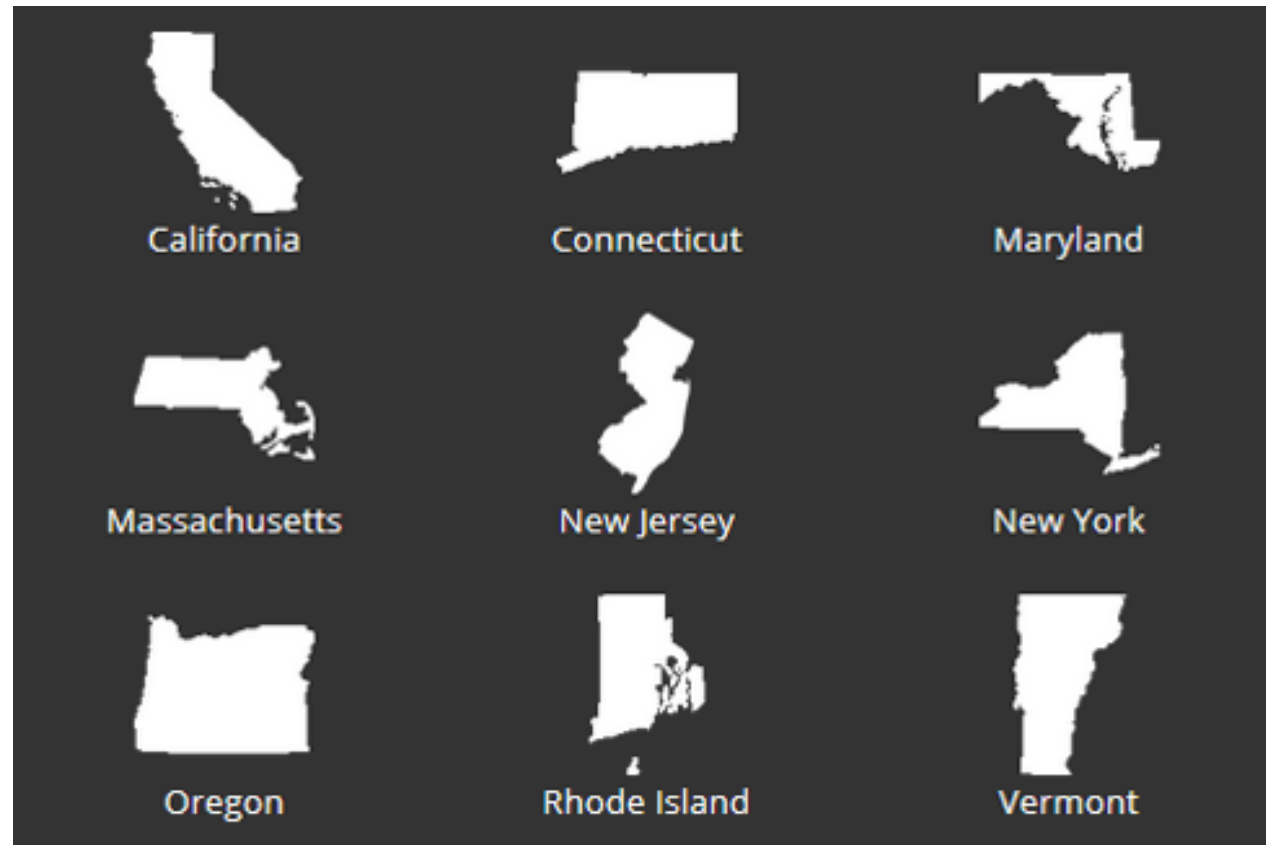 California
Connecticut
Maryland
Massachusetts
New Jersey
New York
Oregon
Rhode Island
Vermont